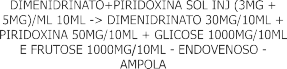 DIMENIDRINATO+PIRIDOXINA SOL INJ (3MG +
5MG)/ML 10ML -> DIMENIDRINATO 30MG/10ML +
PIRIDOXINA 50MG/10ML + GLICOSE 1000MG/10ML
E FRUTOSE 1000MG/10ML - ENDOVENOSO -
AMPOLA